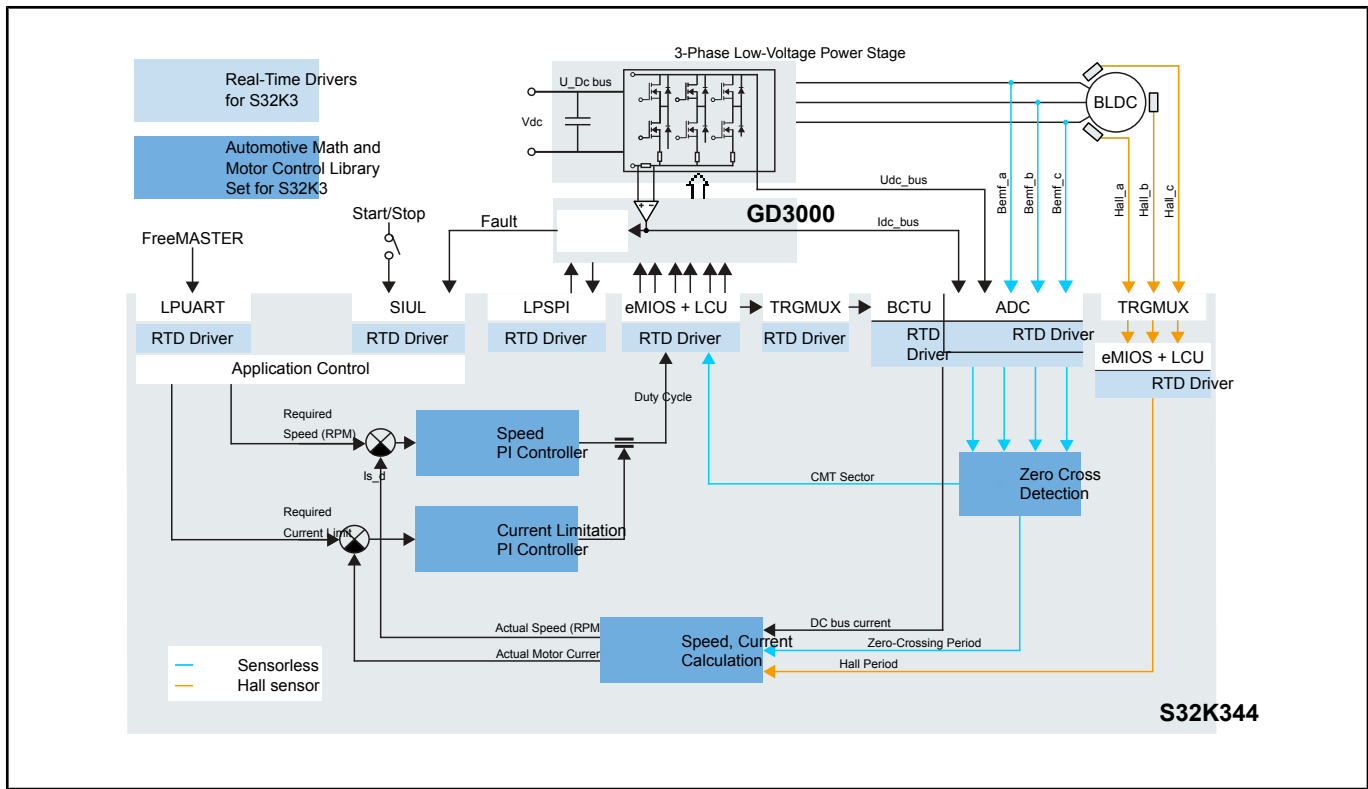 3-Phase Low-Voltage Power Stage
Real-Time Drivers
for S32K3
U_Dc bus
Vdc
BLDC
Automotive Math and
Motor Control Library
Set for S32K3
Udc_bus
Bemf_a
Bemf_b
Bemf_c
Hall_a
Hall_b
Hall_c
Start/Stop
Fault
GD3000
Idc_bus
FreeMASTER
LPUART
SIUL
LPSPI
eMIOS + LCU
TRGMUX
BCTU
ADC
TRGMUX
RTD Driver
RTD Driver
RTD Driver
RTD Driver
RTD Driver
RTD
Driver
RTD Driver
eMIOS + LCU
RTD Driver
Application Control
Duty Cycle
Required
Speed (RPM)
Speed
PI Controller
Is_d
CMT Sector
Zero Cross
Detection
Required
Current Limit
Current Limitation
PI Controller
Actual Speed (RPM
Actual Motor Currer
Speed, Current
Calculation
DC bus current
Zero-Crossing Period
Hall Period
Sensorless
Hall sensor
S32K344